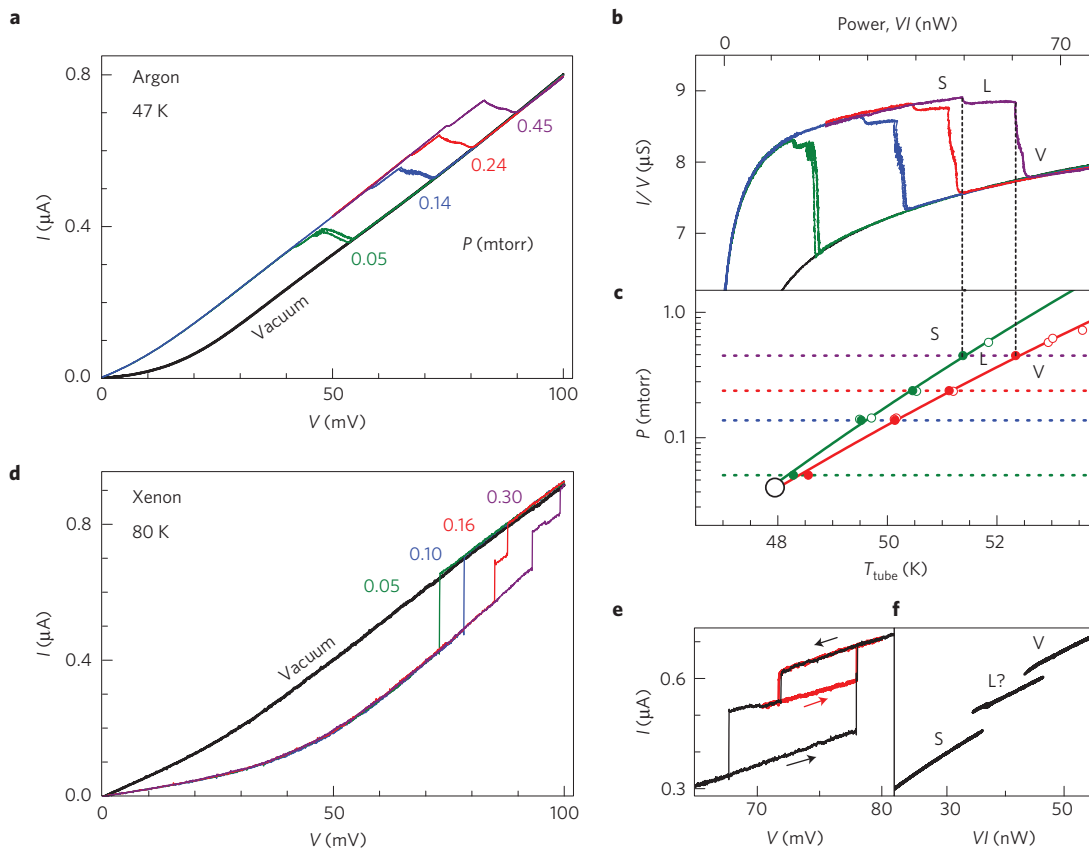 a
Argon
47 K
0.8
0.4
0.0
I (μA)
0.45
0.24
0.14
0.05
P (mtorr)
Vacuum
0
50
100
V (mV)
b
Power, VI (nW)
0
70
9
8
7
I/V (μS)
S
L
V
c
1.0
0.1
P (mtorr)
S
L
V
48
50
52
T tube (K)
d
Xenon
80 K
0.8
0.4
0.0
I (μA)
0.30
0.16
0.10
0.05
Vacuum
0
50
100
V (mV)
e
0.6
0.3
I (μA)
70
80
V (mV)
f
V
L?
S
30
50
VI (nW)